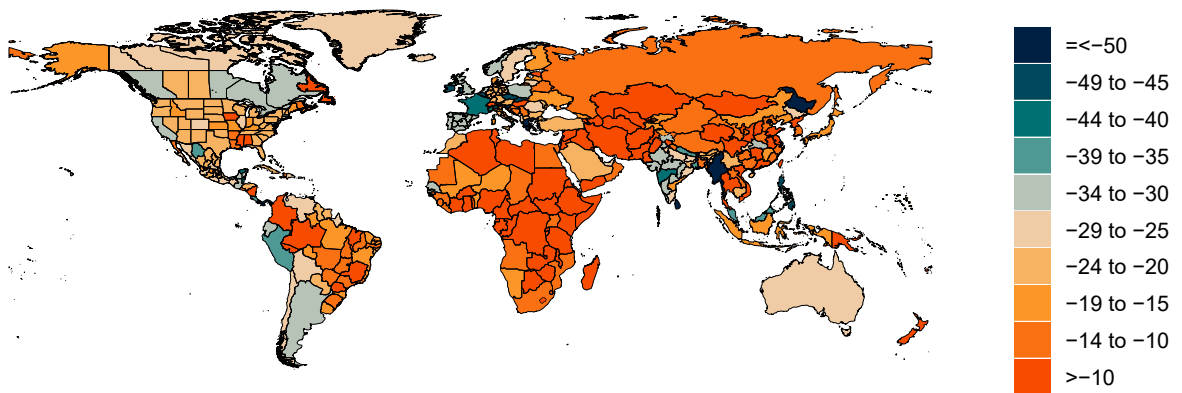 =<−50
−49 to −45
−44 to −40
−39 to −35
−34 to −30
−29 to −25
−24 to −20
−19 to −15
−14 to −10
>−10